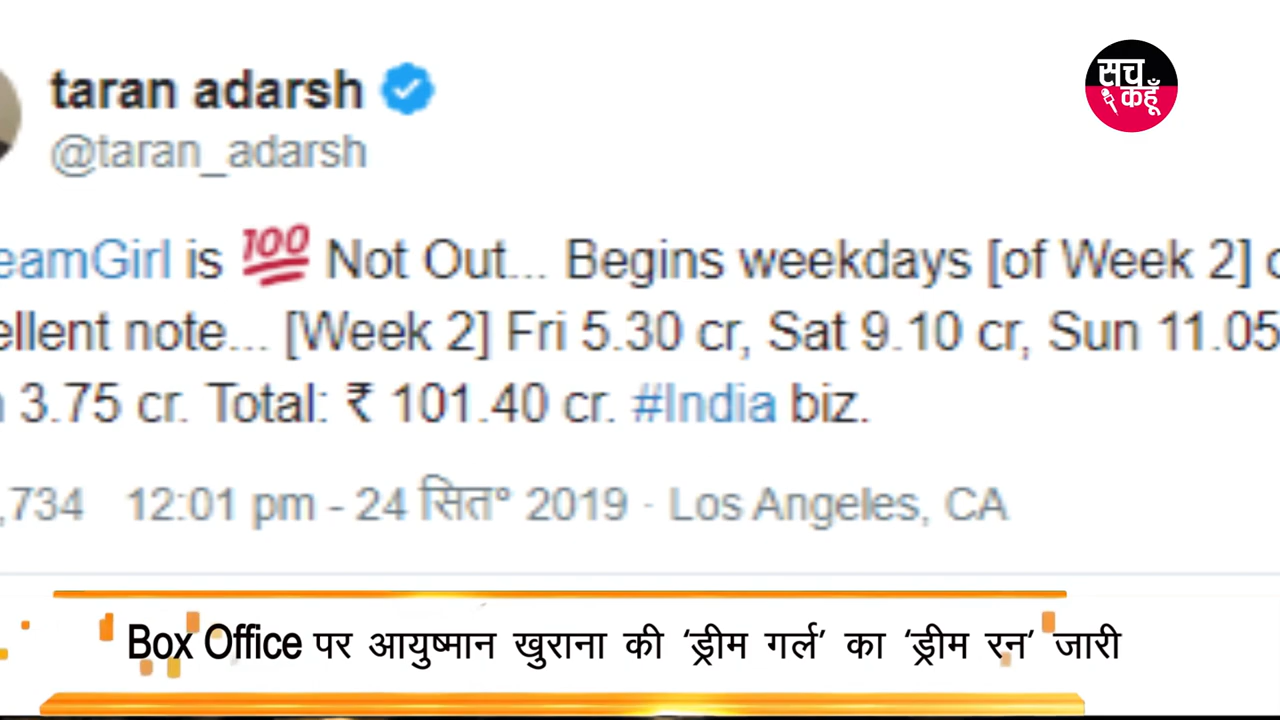 taran adarsh
सच
कहूँ
@taran_adarsh
eamGirl is 💯 Not Out... Begins weekdays [of Week 2]
ellent note... [Week 2] Fri 5.30 cr, Sat 9.10 cr, Sun 11.05
3.75 cr. Total: ₹ 101.40 cr. #India biz.
,734 12:01 pm - 24 सित॰ 2019 · Los Angeles, CA
Box Office पर आयुष्मान खुराना की ‘ड्रीम गर्ल’ का ‘ड्रीम रन’ जारी